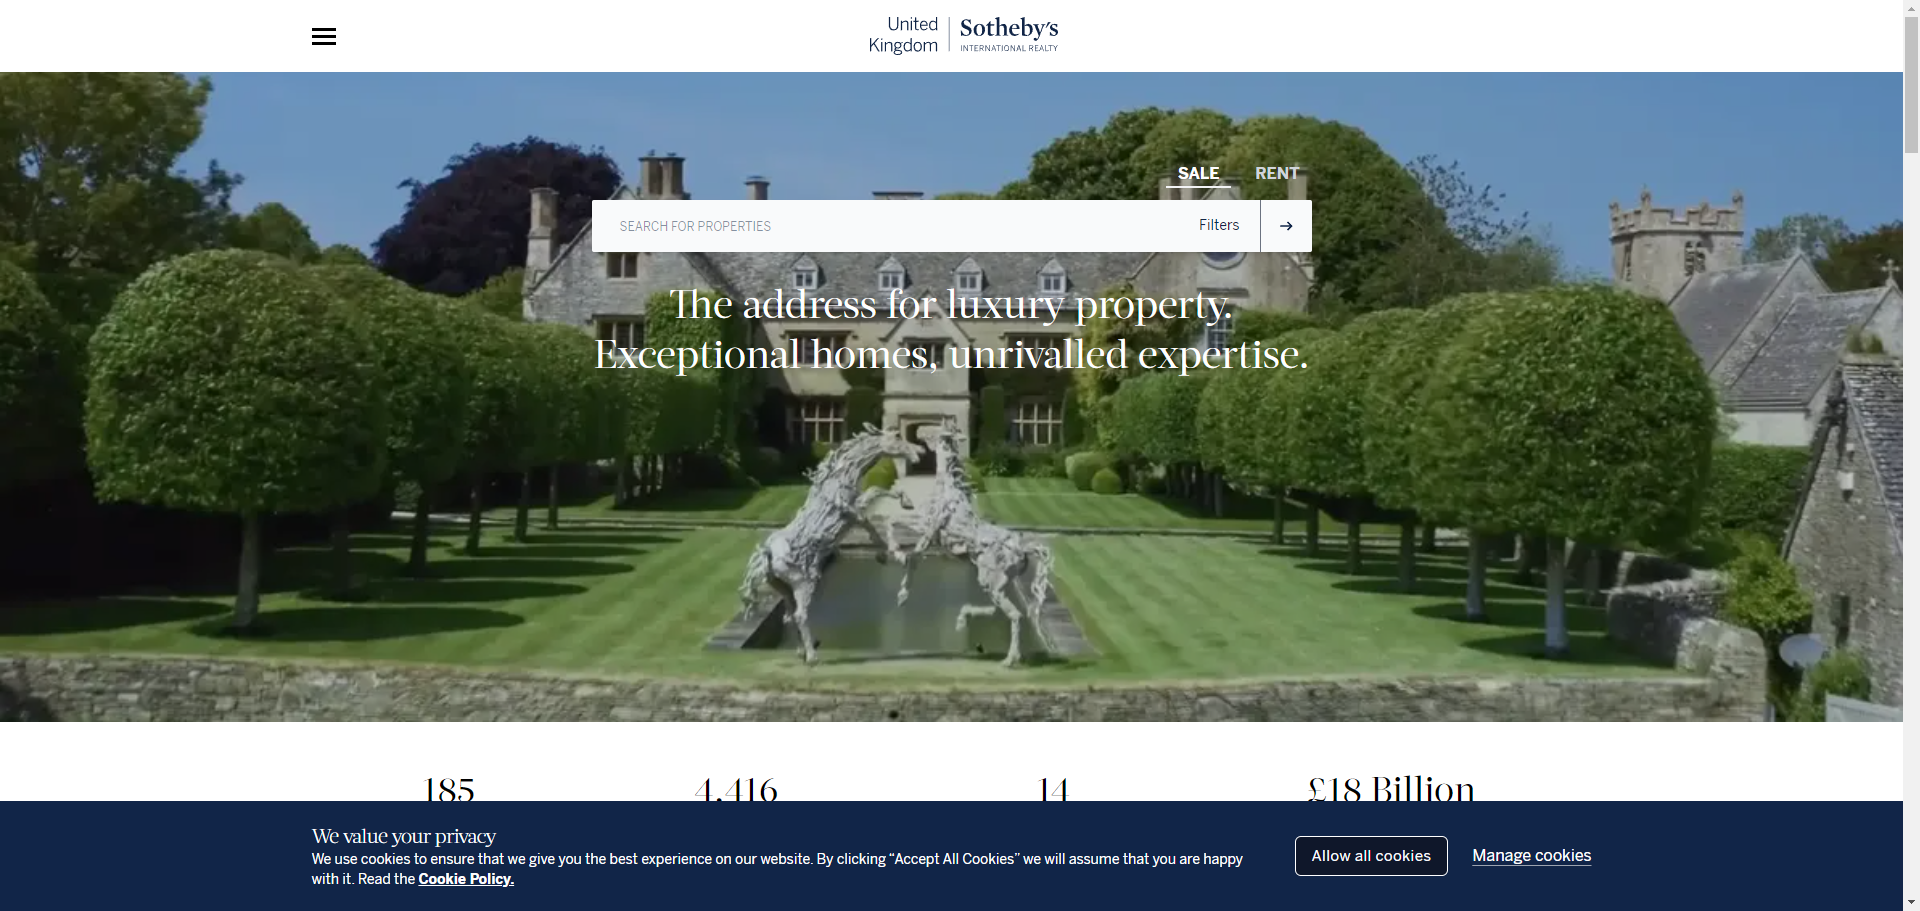 United
Kingdom
Sotheby's
INTERNATIONAL REALTY
SALE
RENT
SEARCH FOR PROPERTIES
Filters
The address for luxury property.
Exceptional homes, unrivalled expertise.
185
4,416
14
£18 Billion
We value your privacy
We use cookies to ensure that we give you the best experience on our website. By clicking “Accept All Cookies” we will assume that you are happy
with it. Read the Cookie Policy.
Allow all cookies
Manage cookies